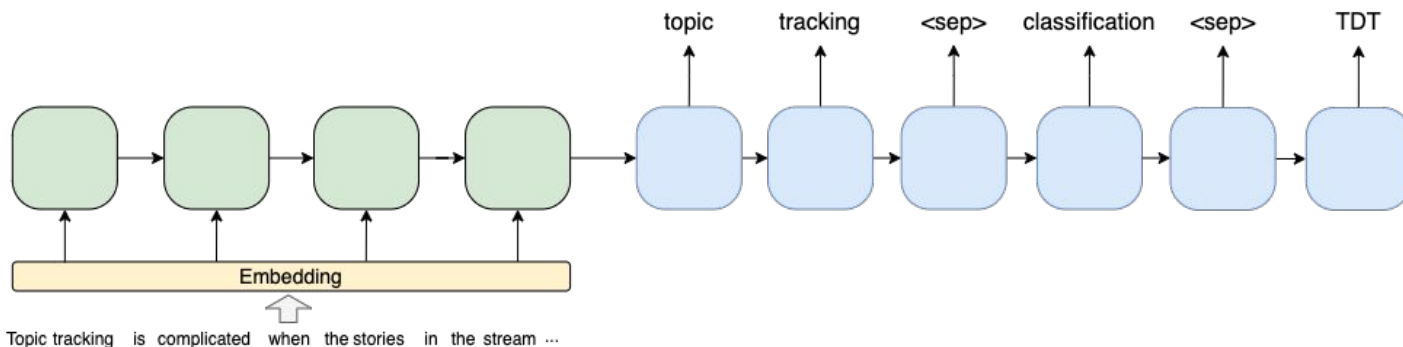 topic tracking <sep> classification <sep> TDT
Embedding
Topic tracking is complicated when the stories in the stream ...